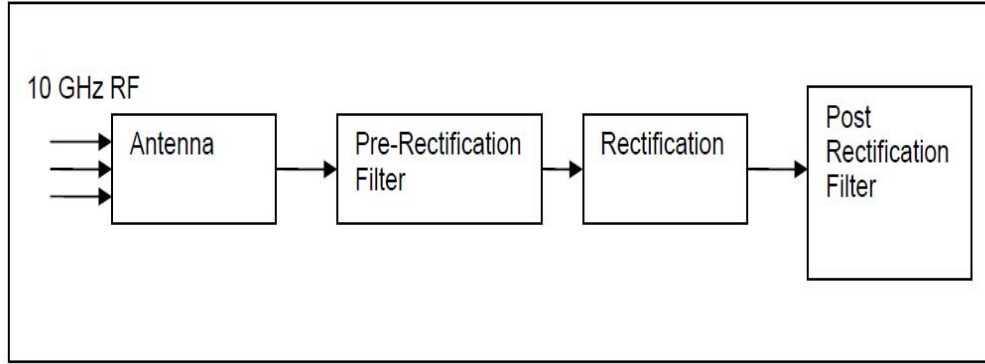 10 GHz RF
Antenna
Pre-Rectification
Filter
Rectification
Post
Rectification
Filter